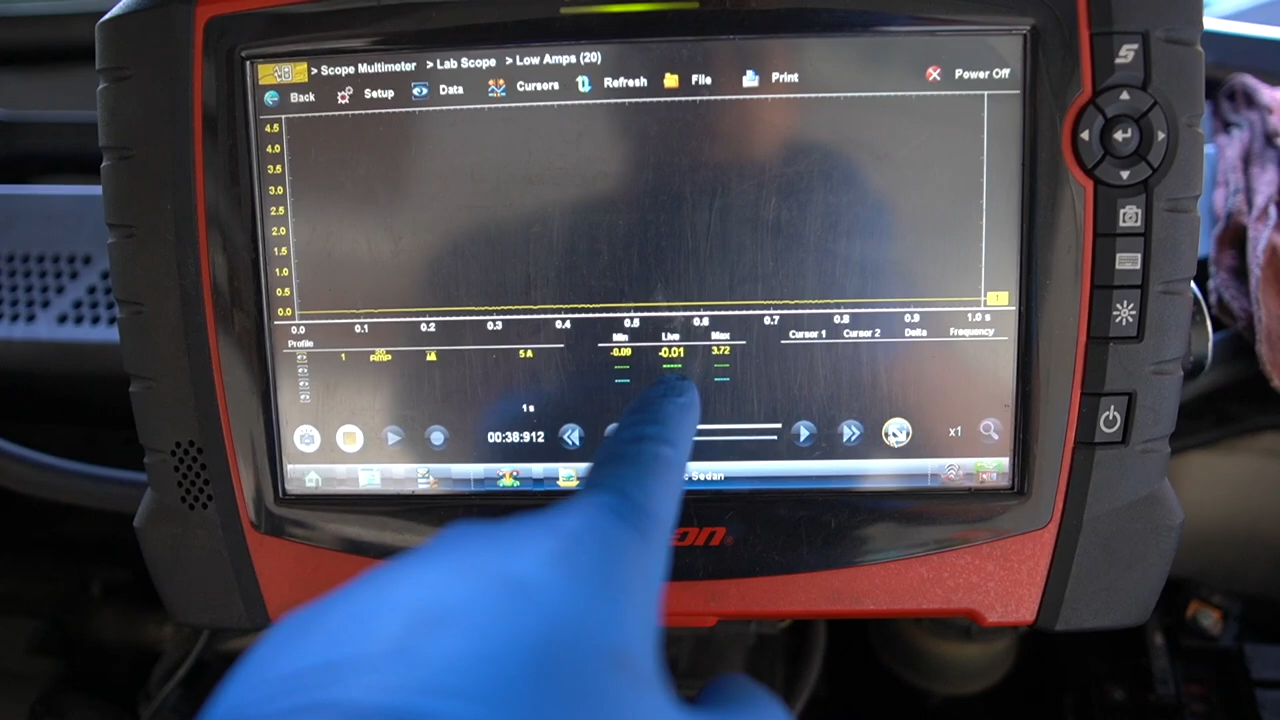 > Scope Multimeter > Lab Scope > Low Amps (20)
Back Setup Data Cursors Refresh File Print Power Off
4.5
4.0
3.5
3.0
2.5
2.0
1.5
1.0
0.5
0.0
1
0.0 0.1 0.2 0.3 0.4 0.5 0.6 0.7 0.8 0.9 1.0 s
Profile Min Live Max Cursor 1 Cursor 2 Delta Frequency
1 20 AMP 5 A -0.09 -0.01 3.72
1 s
00:38:912 x1
Sedan
on®
S